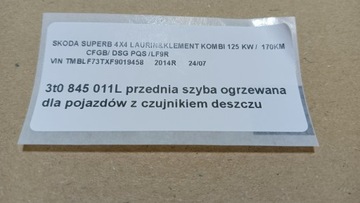 SKODA SUPERB 4X4 LAURIN&KLEMENT KOMBI 125 KW / 170KM
CFGB/ DSG PQS /LF9R
VIN TMBLF73TXF9019458 2014R 24/07
3t0 845 011L przednia szyba ogrzewana
dla pojazdów z czujnikiem deszczu